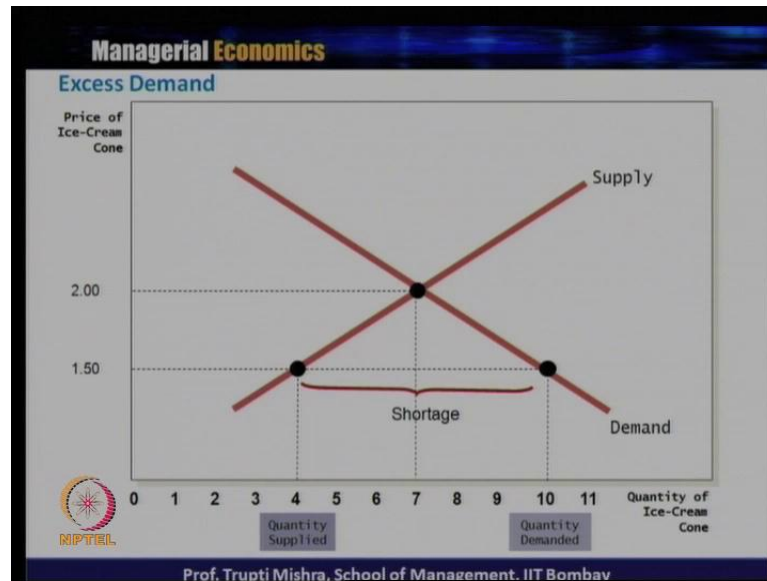 Managerial Economics
Excess Demand
Price of
Ice-Cream
Cone
Supply
2.00
1.50
Shortage
Demand
0 1 2 3 4 5 6 7 8 9 10 11
Quantity of
Ice-Cream
Cone
Quantity
Supplied
Quantity
Demanded
NPTEL
Prof. Trupti Mishra, School of Management, IIT Bombay